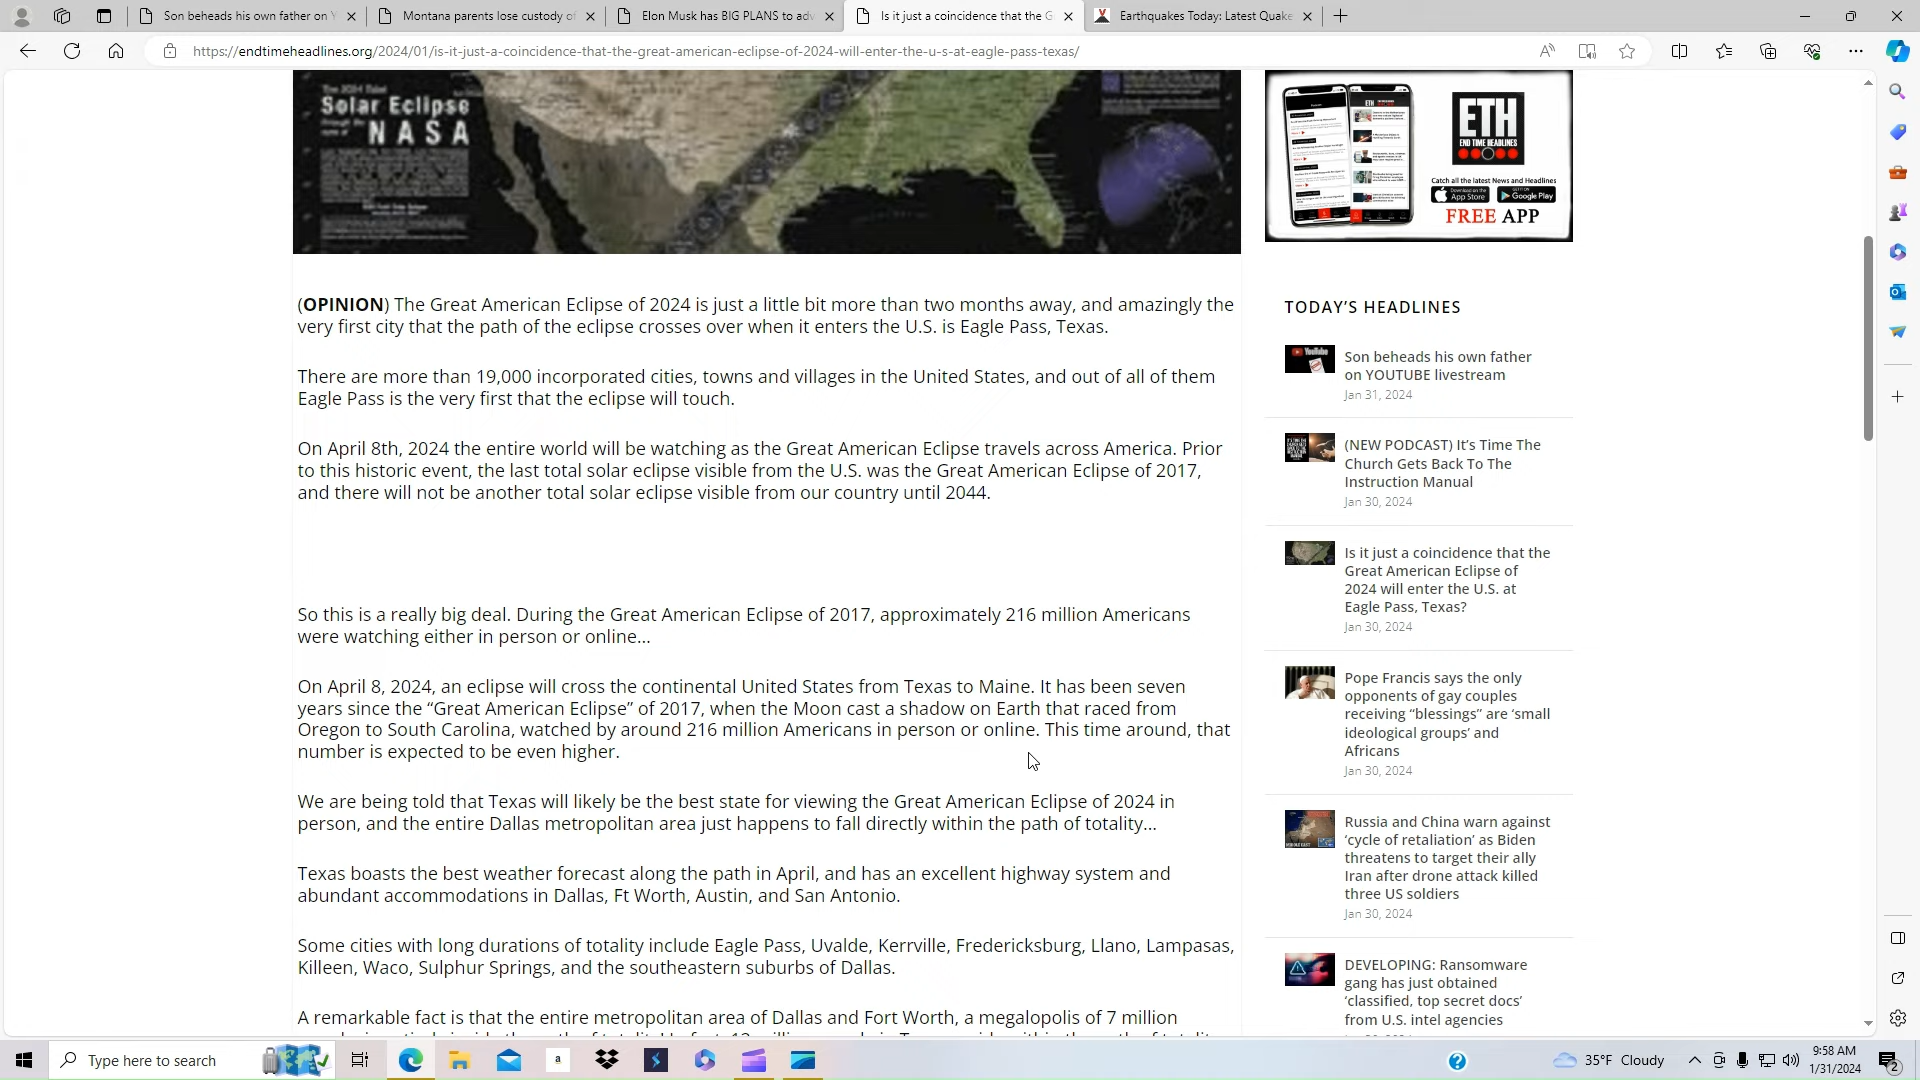 Son beheads his own father on Y
Montana parents lose custody of
Elon Musk has BIG PLANS to adv
Is it just a coincidence that the G
Earthquakes Today: Latest Quake
https://endtimeheadlines.org/2024/01/is-it-just-a-coincidence-that-the-great-american-eclipse-of-2024-will-enter-the-u-s-at-eagle-pass-texas/
Solar Eclipse
NASA
ETH
END TIME HEADLINES
Catch all the latest News and Headlines
Download on the App Store
GET IT ON Google Play
FREE APP
(OPINION) The Great American Eclipse of 2024 is just a little bit more than two months away, and amazingly the
very first city that the path of the eclipse crosses over when it enters the U.S. is Eagle Pass, Texas.
There are more than 19,000 incorporated cities, towns and villages in the United States, and out of all of them
Eagle Pass is the very first that the eclipse will touch.
On April 8th, 2024 the entire world will be watching as the Great American Eclipse travels across America. Prior
to this historic event, the last total solar eclipse visible from the U.S. was the Great American Eclipse of 2017,
and there will not be another total solar eclipse visible from our country until 2044.
So this is a really big deal. During the Great American Eclipse of 2017, approximately 216 million Americans
were watching either in person or online…
On April 8, 2024, an eclipse will cross the continental United States from Texas to Maine. It has been seven
years since the “Great American Eclipse” of 2017, when the Moon cast a shadow on Earth that raced from
Oregon to South Carolina, watched by around 216 million Americans in person or online. This time around, that
number is expected to be even higher.
We are being told that Texas will likely be the best state for viewing the Great American Eclipse of 2024 in
person, and the entire Dallas metropolitan area just happens to fall directly within the path of totality…
Texas boasts the best weather forecast along the path in April, and has an excellent highway system and
abundant accommodations in Dallas, Ft Worth, Austin, and San Antonio.
Some cities with long durations of totality include Eagle Pass, Uvalde, Kerrville, Fredericksburg, Llano, Lampasas,
Killeen, Waco, Sulphur Springs, and the southeastern suburbs of Dallas.
A remarkable fact is that the entire metropolitan area of Dallas and Fort Worth, a megalopolis of 7 million
TODAY’S HEADLINES
Son beheads his own father
on YOUTUBE livestream
Jan 31, 2024
(NEW PODCAST) It’s Time The
Church Gets Back To The
Instruction Manual
Jan 30, 2024
Is it just a coincidence that the
Great American Eclipse of
2024 will enter the U.S. at
Eagle Pass, Texas?
Jan 30, 2024
Pope Francis says the only
opponents of gay couples
receiving “blessings” are ‘small
ideological groups’ and
Africans
Jan 30, 2024
Russia and China warn against
‘cycle of retaliation’ as Biden
threatens to target their ally
Iran after drone attack killed
three US soldiers
Jan 30, 2024
DEVELOPING: Ransomware
gang has just obtained
‘classified, top secret docs’
from U.S. intel agencies
Type here to search
35°F Cloudy
9:58 AM
1/31/2024
2